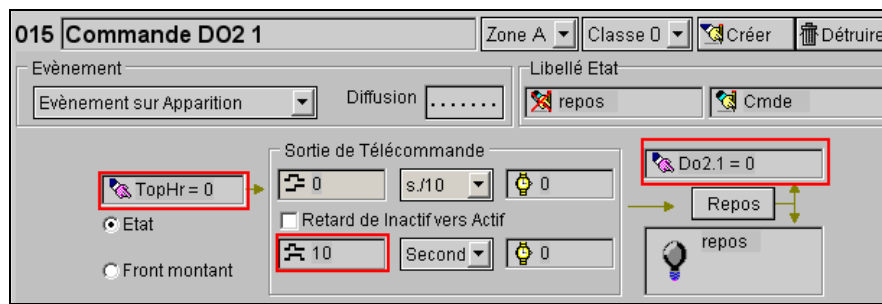 015 Commande DO2 1 Zone A Classe 0 Créer Détruire
Evènement Libellé Etat
Evènement sur Apparition Diffusion ....... repos Cmde
Sortie de Télécommande
TopHr = 0 0 s./10 0 Do2.1 = 0
Etat Retard de Inactif vers Actif Repos
Front montant 10 Second 0 repos